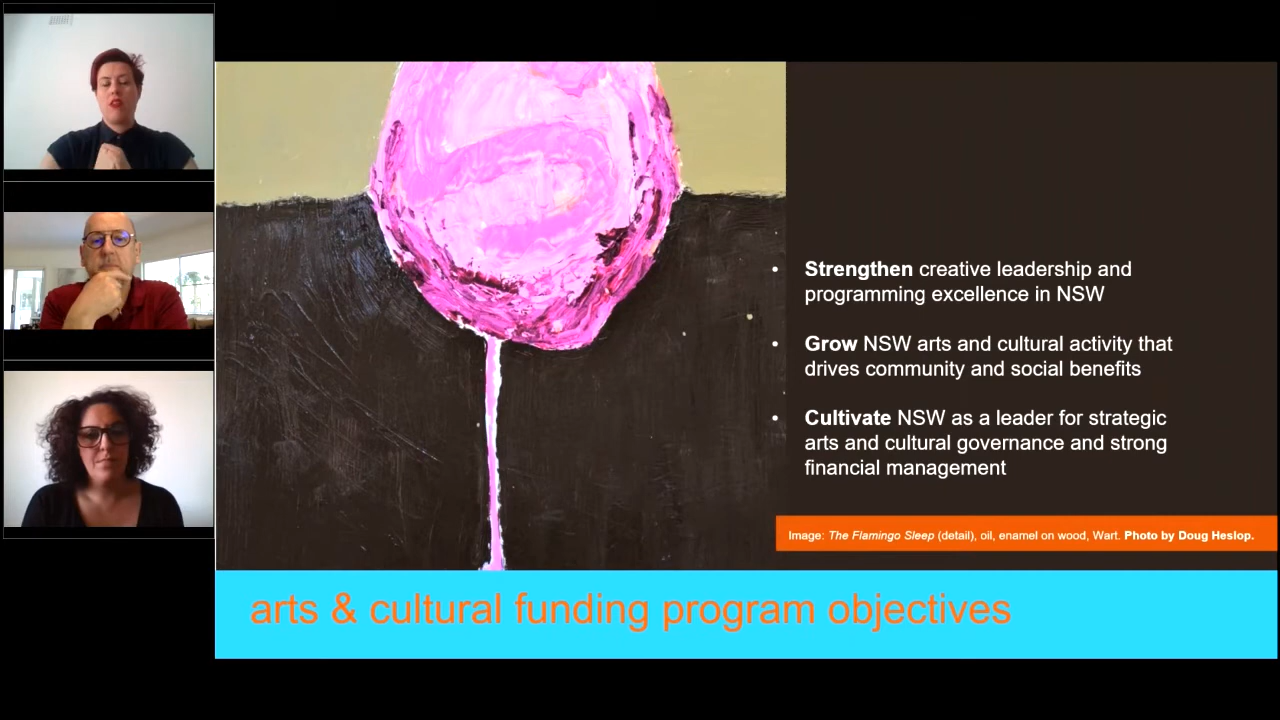 Strengthen creative leadership and
programming excellence in NSW
Grow NSW arts and cultural activity that
drives community and social benefits
Cultivate NSW as a leader for strategic
arts and cultural governance and strong
financial management
Image: The Flamingo Sleep (detail), oil, enamel on wood, Wart. Photo by Doug Heslop.
arts & cultural funding program objectives